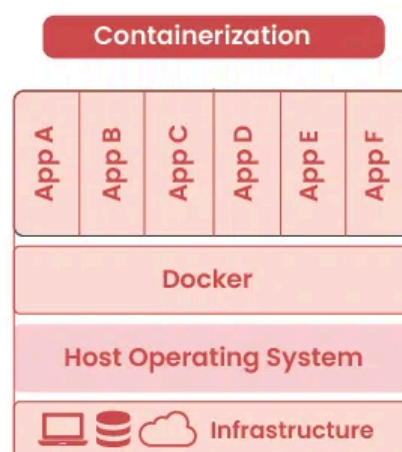 Containerization
App A
App B
App C
App D
App E
App F
Docker
Host Operating System
Infrastructure